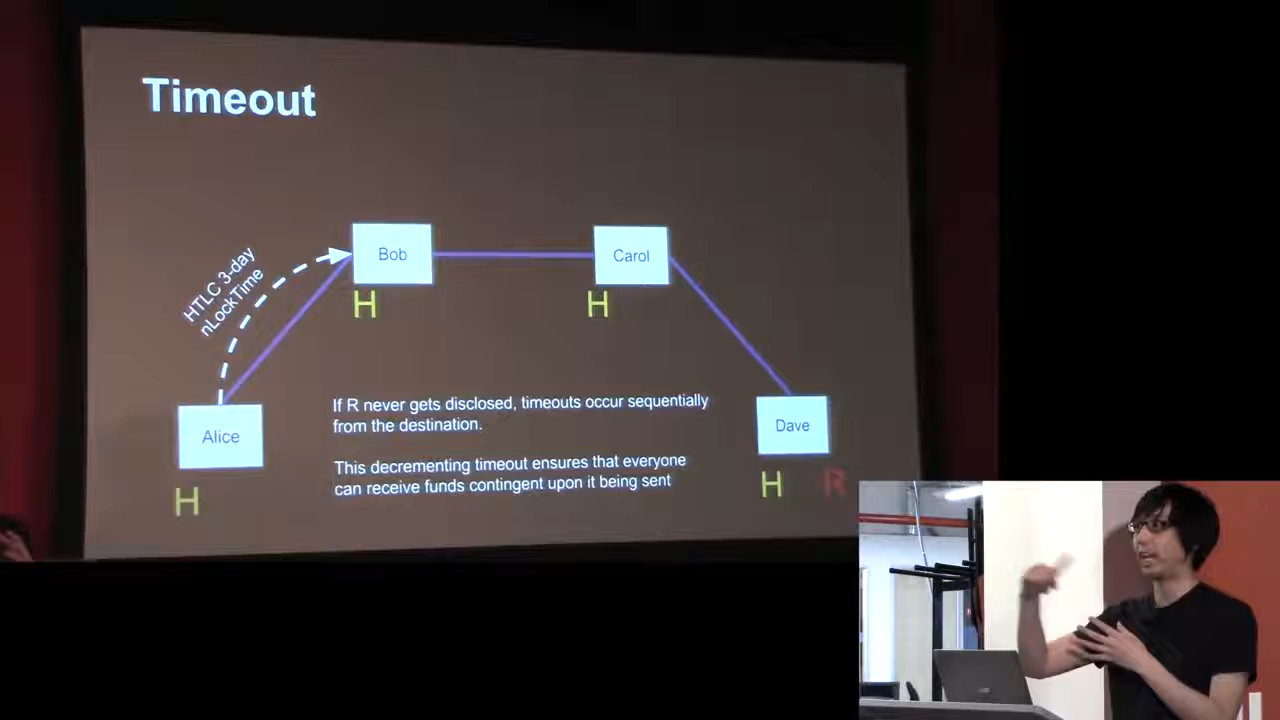 Timeout
Bob
Carol
HTLC 3-day
nLockTime
H
H
If R never gets disclosed, timeouts occur sequentially
from the destination.
Alice
Dave
This decrementing timeout ensures that everyone
can receive funds contingent upon it being sent
H
H
R